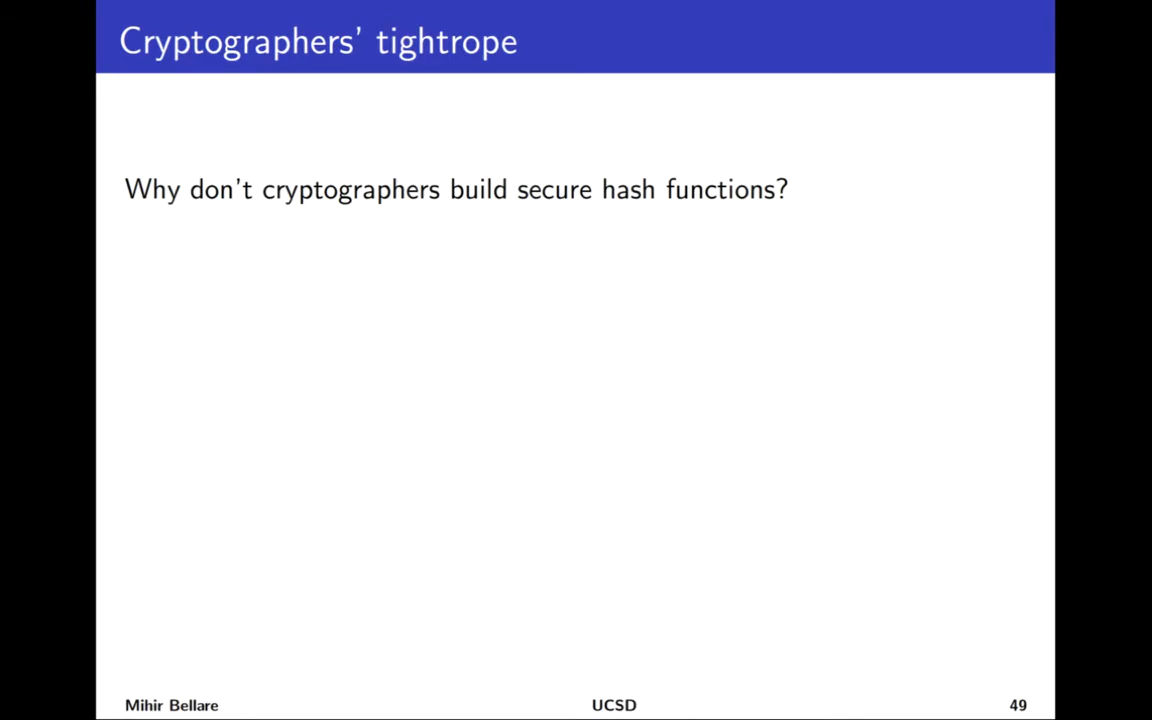 Cryptographers' tightrope
Why don't cryptographers build secure hash functions?
Mihir Bellare UCSD 49